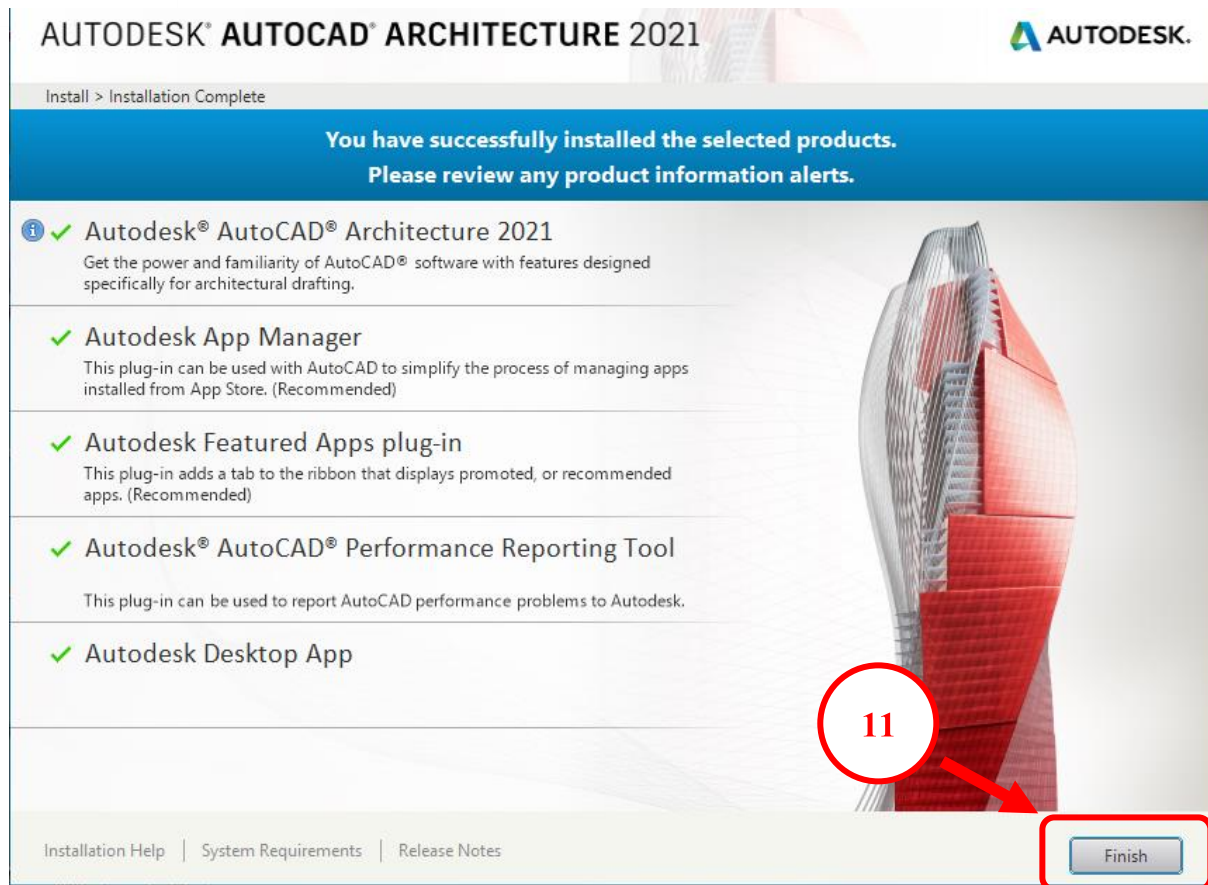 AUTODESK® AUTOCAD® ARCHITECTURE 2021
AUTODESK.
Install > Installation Complete
You have successfully installed the selected products.
Please review any product information alerts.
Autodesk® AutoCAD® Architecture 2021
Get the power and familiarity of AutoCAD® software with features designed
specifically for architectural drafting.
Autodesk App Manager
This plug-in can be used with AutoCAD to simplify the process of managing apps
installed from App Store. (Recommended)
Autodesk Featured Apps plug-in
This plug-in adds a tab to the ribbon that displays promoted, or recommended
apps. (Recommended)
Autodesk® AutoCAD® Performance Reporting Tool
This plug-in can be used to report AutoCAD performance problems to Autodesk.
Autodesk Desktop App
11
Installation Help | System Requirements | Release Notes
Finish